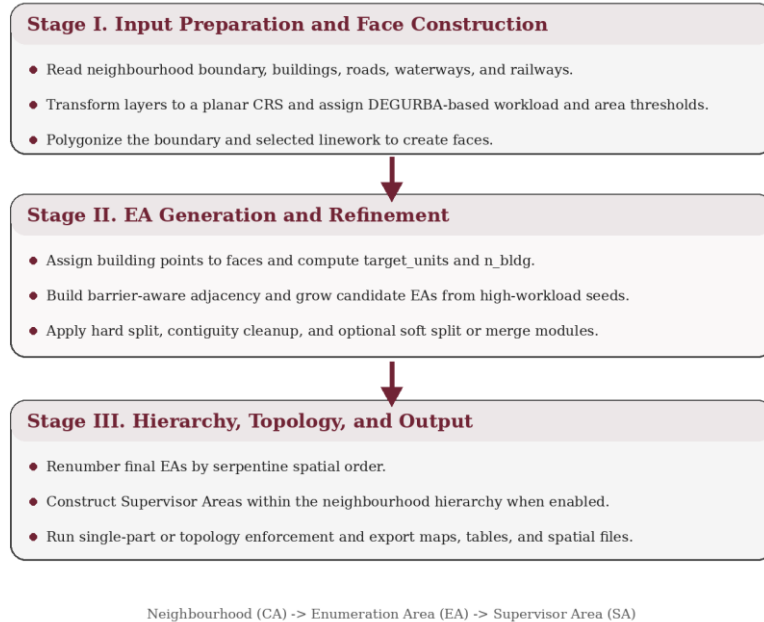 Stage I. Input Preparation and Face Construction
● Read neighbourhood boundary, buildings, roads, waterways, and railways.
● Transform layers to a planar CRS and assign DEGURBA-based workload and area thresholds.
● Polygonize the boundary and selected linework to create faces.
Stage II. EA Generation and Refinement
● Assign building points to faces and compute target_units and n_bldg.
● Build barrier-aware adjacency and grow candidate EAs from high-workload seeds.
● Apply hard split, contiguity cleanup, and optional soft split or merge modules.
Stage III. Hierarchy, Topology, and Output
● Renumber final EAs by serpentine spatial order.
● Construct Supervisor Areas within the neighbourhood hierarchy when enabled.
● Run single-part or topology enforcement and export maps, tables, and spatial files.
Neighbourhood (CA) -> Enumeration Area (EA) -> Supervisor Area (SA)